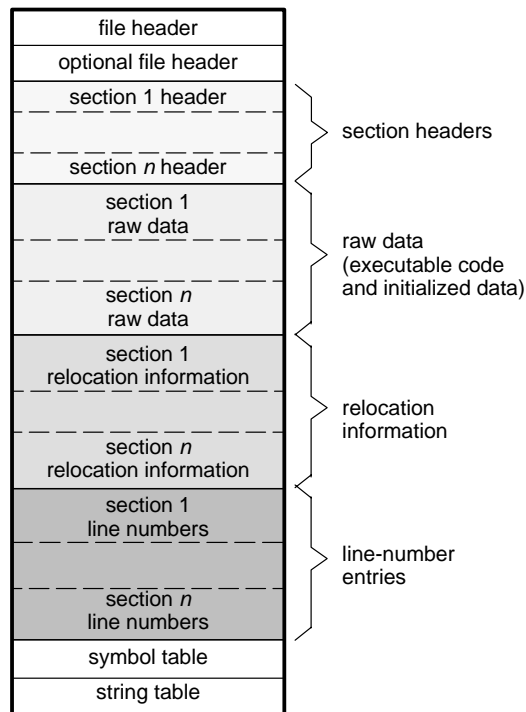 file header
optional file header
section 1 header
section n header
section headers
section 1
raw data
section n
raw data
raw data
(executable code
and initialized data)
section 1
relocation information
section n
relocation information
relocation
information
section 1
line numbers
section n
line numbers
line-number
entries
symbol table
string table